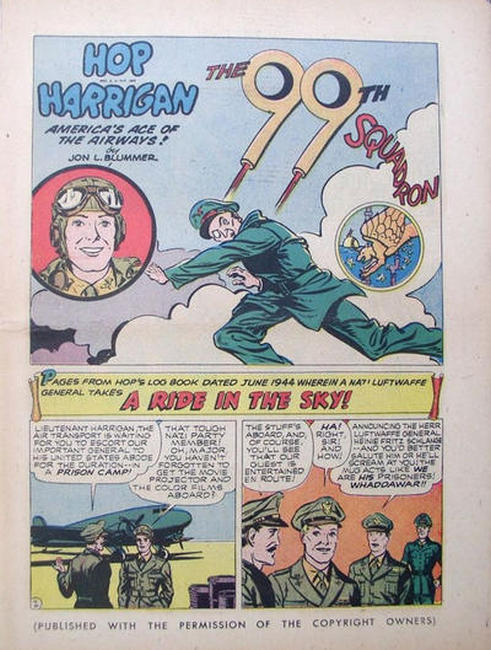 HOP
HARRIGAN
AMERICA'S ACE OF
THE AIRWAYS!
by
JON L. BLUMMER
THE 99TH
SQUADRON
PAGES FROM HOP'S LOG BOOK DATED JUNE 1944 WHEREIN A NAZI LUFTWAFFE
GENERAL TAKES
A RIDE IN THE SKY!
LIEUTENANT HARRIGAN, THE
AIR TRANSPORT IS WAITING
FOR YOU TO ESCORT OUR
IMPORTANT GENERAL TO
HIS UNITED STATES ABODE
FOR THE DURATION--IN
A PRISON CAMP!
THAT TOUGH
NAZI PARTY
MEMBER!
OH, MAJOR
YOU HAVEN'T
FORGOTTEN TO
GET THE MOVIE
PROJECTOR AND
THE COLOR FILMS
ABOARD?
THE STUFF'S
ABOARD, AND,
OF COURSE,
YOU'LL SEE
THAT OUR
GUEST IS
ENTERTAINED
EN ROUTE!
HA!
RIGHT,
SIR!
AND
HOW!
ANNOUNCING THE HERR
LUFTWAFFE GENERAL
HEINE FRITZ SCHLANGE
--AND YOU'D BETTER
SALUTE HIM OR HE'LL
SCREAM AT YOU! THE
MUG ACTS LIKE WE
ARE HIS PRISONERS!
WHADDAWAR!!
(PUBLISHED WITH THE PERMISSION OF THE COPYRIGHT OWNERS)